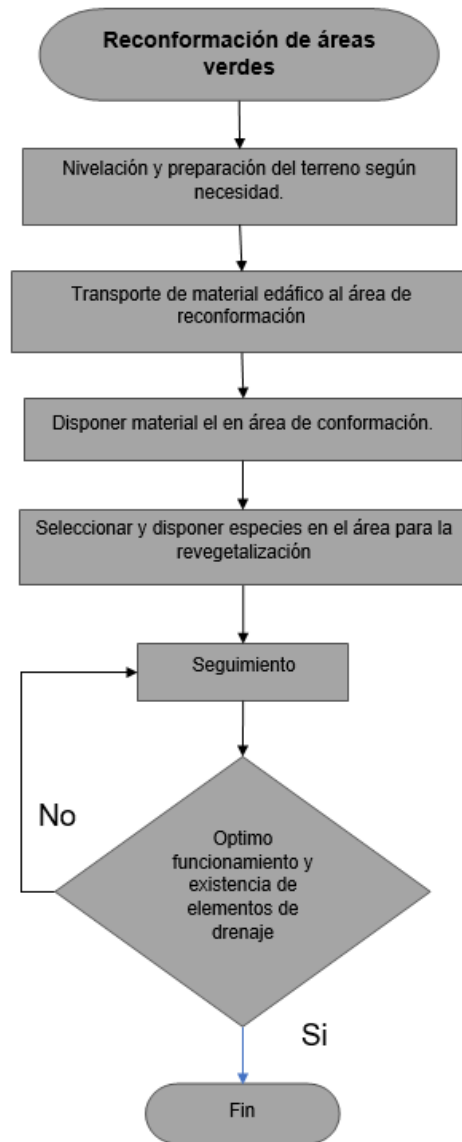 Reconformación de áreas
verdes
Nivelación y preparación del terreno según
necesidad.
Transporte de material edáfico al área de
reconformación
Disponer material el en área de conformación.
Seleccionar y disponer especies en el área para la
revegetalización
Seguimiento
No
Optimo
funcionamiento y
existencia de
elementos de
drenaje
Si
Fin